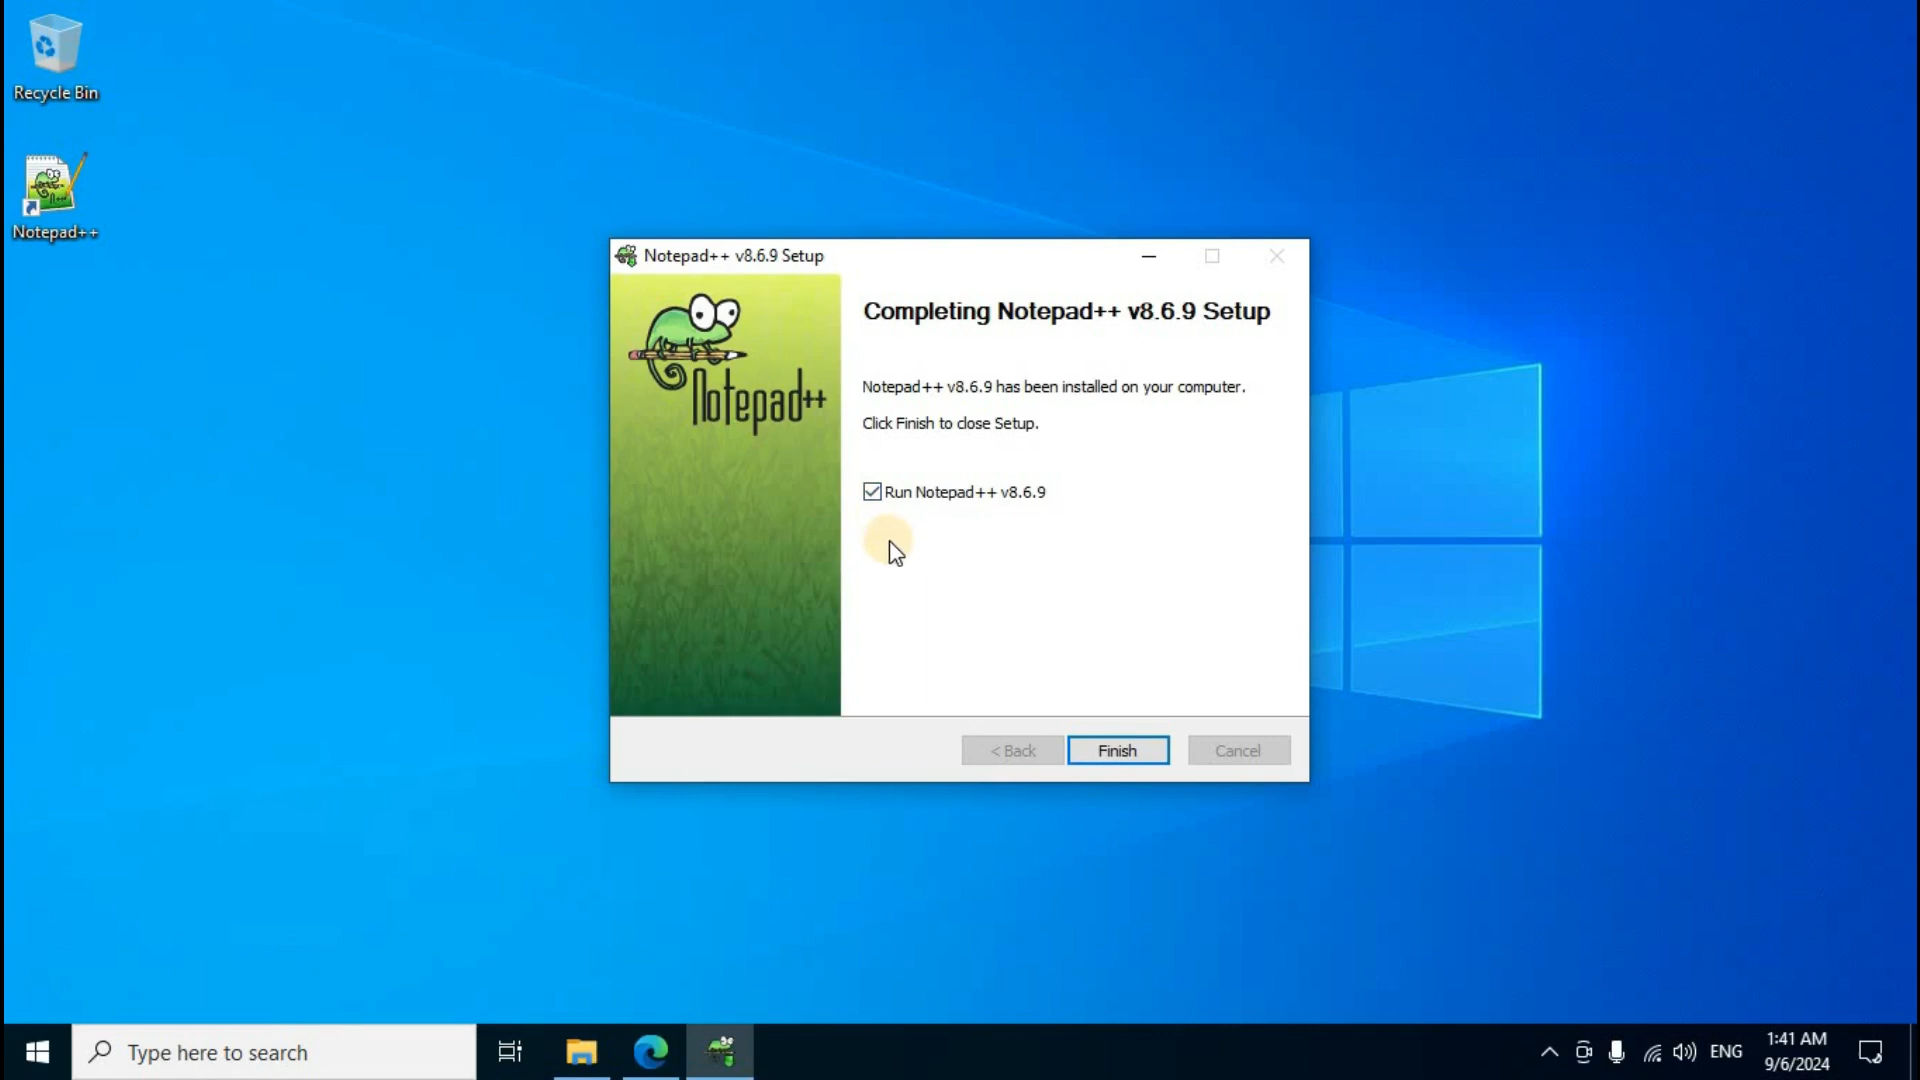 Recycle Bin
Notepad++
Notepad++ v8.6.9 Setup
Notepad++
Completing Notepad++ v8.6.9 Setup
Notepad++ v8.6.9 has been installed on your computer.
Click Finish to close Setup.
Run Notepad++ v8.6.9
< Back
Finish
Cancel
Type here to search
ENG
1:41 AM
9/6/2024